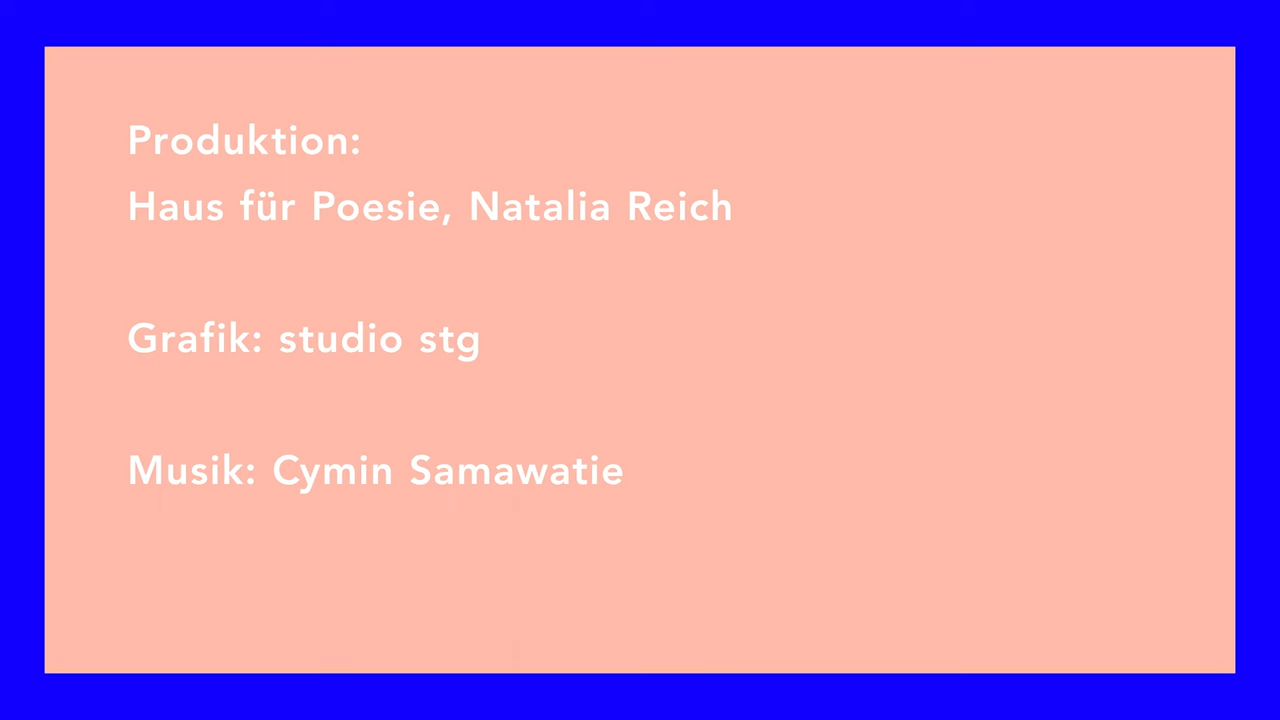 Produktion:
Haus für Poesie, Natalia Reich
Grafik: studio stg
Musik: Cymin Samawatie